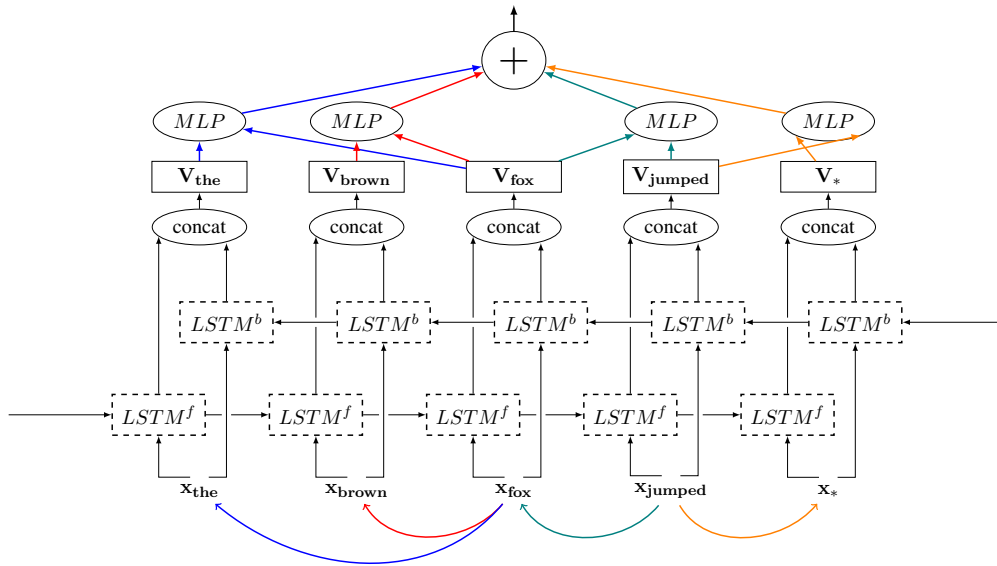 +
MLP MLP MLP MLP
V_the V_brown V_fox V_jumped V_*
concat concat concat concat concat
LSTM^b LSTM^b LSTM^b LSTM^b LSTM^b
LSTM^f LSTM^f LSTM^f LSTM^f LSTM^f
x_the x_brown x_fox x_jumped x_*